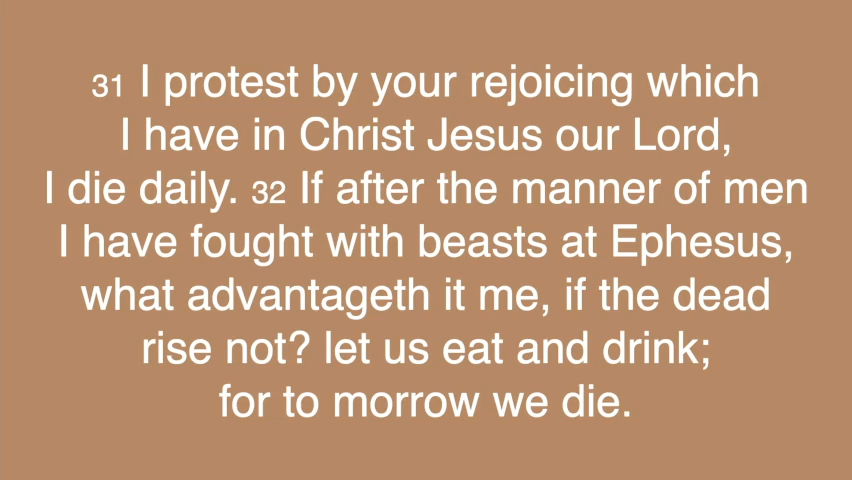 31 I protest by your rejoicing which
I have in Christ Jesus our Lord,
I die daily. 32 If after the manner of men
I have fought with beasts at Ephesus,
what advantageth it me, if the dead
rise not? let us eat and drink;
for to morrow we die.